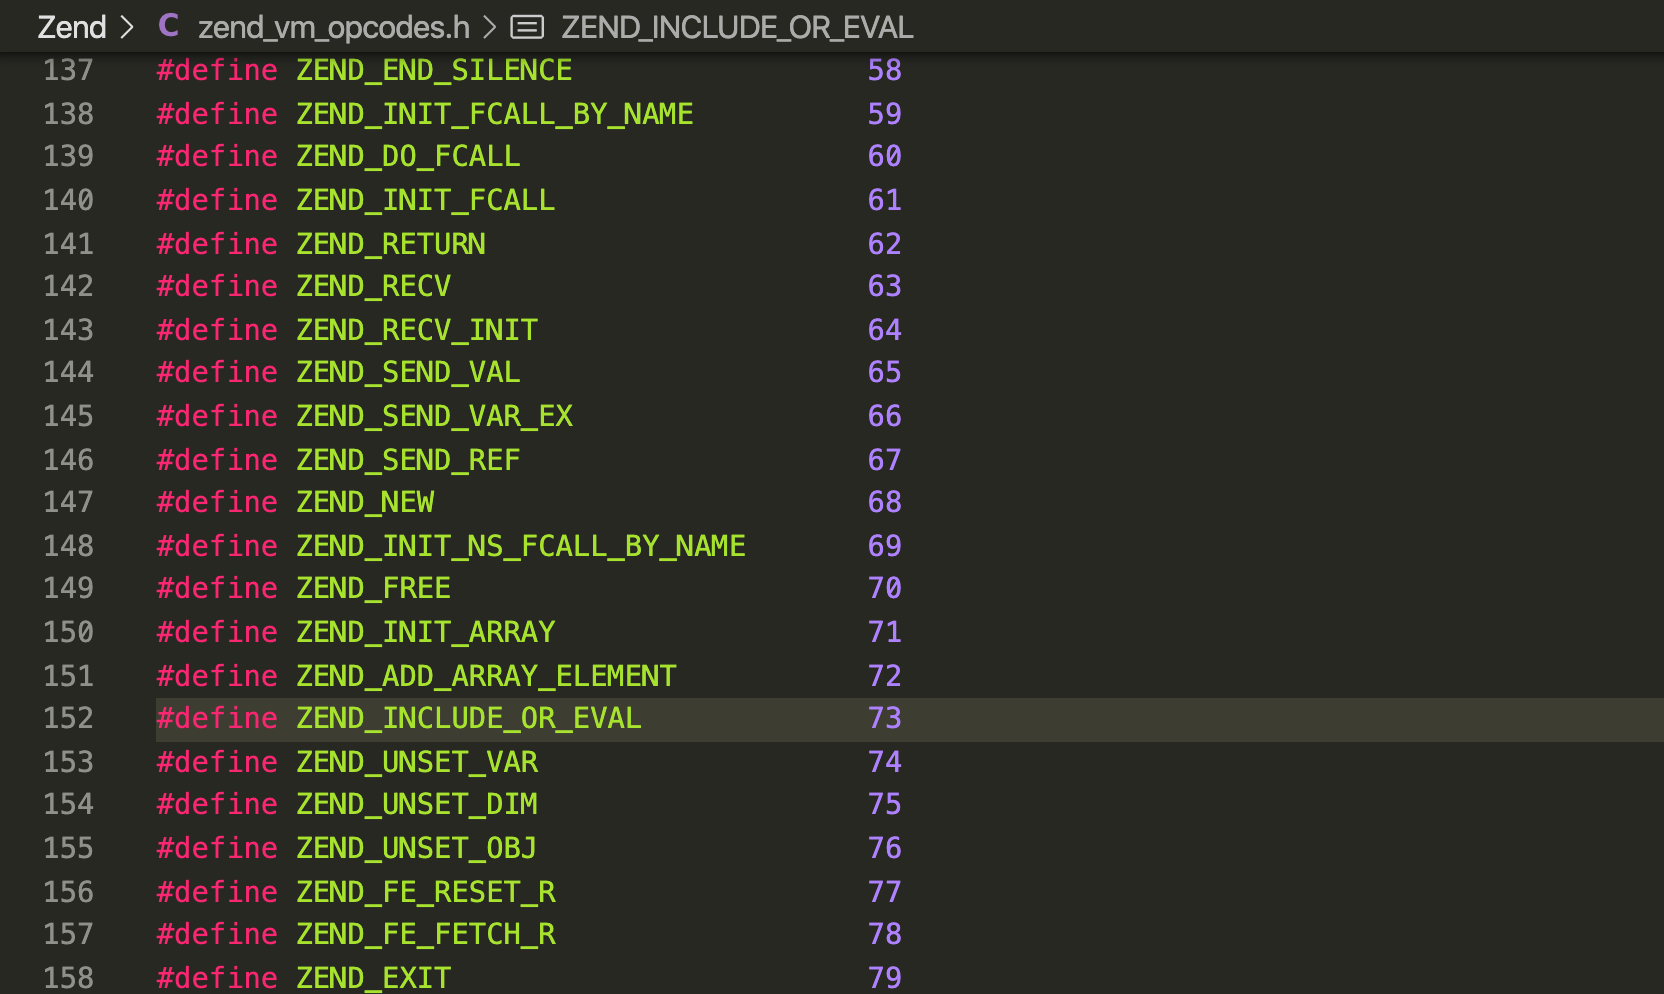 Zend > C zend_vm_opcodes.h > ZEND_INCLUDE_OR_EVAL
137 #define ZEND_END_SILENCE 58
138 #define ZEND_INIT_FCALL_BY_NAME 59
139 #define ZEND_DO_FCALL 60
140 #define ZEND_INIT_FCALL 61
141 #define ZEND_RETURN 62
142 #define ZEND_RECV 63
143 #define ZEND_RECV_INIT 64
144 #define ZEND_SEND_VAL 65
145 #define ZEND_SEND_VAR_EX 66
146 #define ZEND_SEND_REF 67
147 #define ZEND_NEW 68
148 #define ZEND_INIT_NS_FCALL_BY_NAME 69
149 #define ZEND_FREE 70
150 #define ZEND_INIT_ARRAY 71
151 #define ZEND_ADD_ARRAY_ELEMENT 72
152 #define ZEND_INCLUDE_OR_EVAL 73
153 #define ZEND_UNSET_VAR 74
154 #define ZEND_UNSET_DIM 75
155 #define ZEND_UNSET_OBJ 76
156 #define ZEND_FE_RESET_R 77
157 #define ZEND_FE_FETCH_R 78
158 #define ZEND_EXIT 79